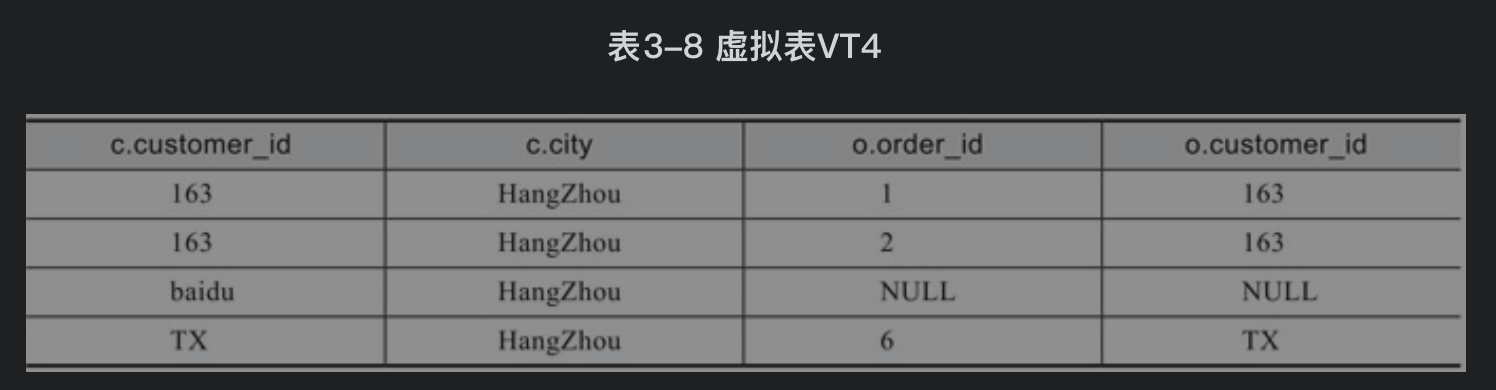 表3-8 虚拟表VT4
c.customer_id c.city o.order_id o.customer_id
163 HangZhou 1 163
163 HangZhou 2 163
baidu HangZhou NULL NULL
TX HangZhou 6 TX